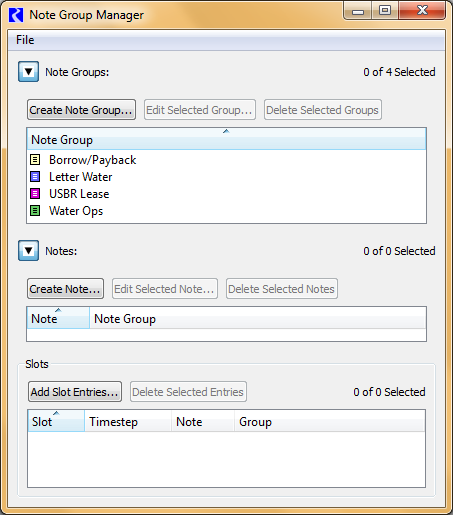 Note Group Manager
File
Note Groups: 0 of 4 Selected
Create Note Group... Edit Selected Group... Delete Selected Groups
Note Group
Borrow/Payback
Letter Water
USBR Lease
Water Ops
Notes: 0 of 0 Selected
Create Note... Edit Selected Note... Delete Selected Notes
Note Note Group
Slots
Add Slot Entries... Delete Selected Entries 0 of 0 Selected
Slot Timestep Note Group